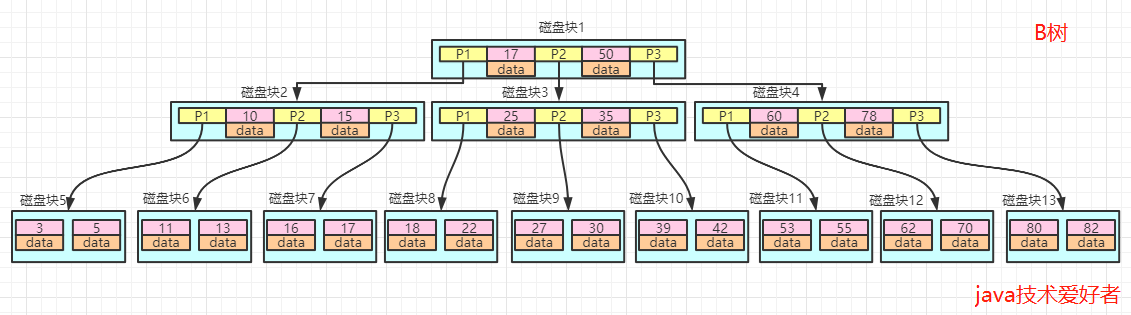 磁盘块1
B树
P1 17 P2 50 P3
data data
磁盘块2 磁盘块3 磁盘块4
P1 10 P2 15 P3 P1 25 P2 35 P3 P1 60 P2 78 P3
data data data data data data
磁盘块5 磁盘块6 磁盘块7 磁盘块8 磁盘块9 磁盘块10 磁盘块11 磁盘块12 磁盘块13
3 5 11 13 16 17 18 22 27 30 39 42 53 55 62 70 80 82
data data data data data data data data data data data data data data data data data data
java技术爱好者